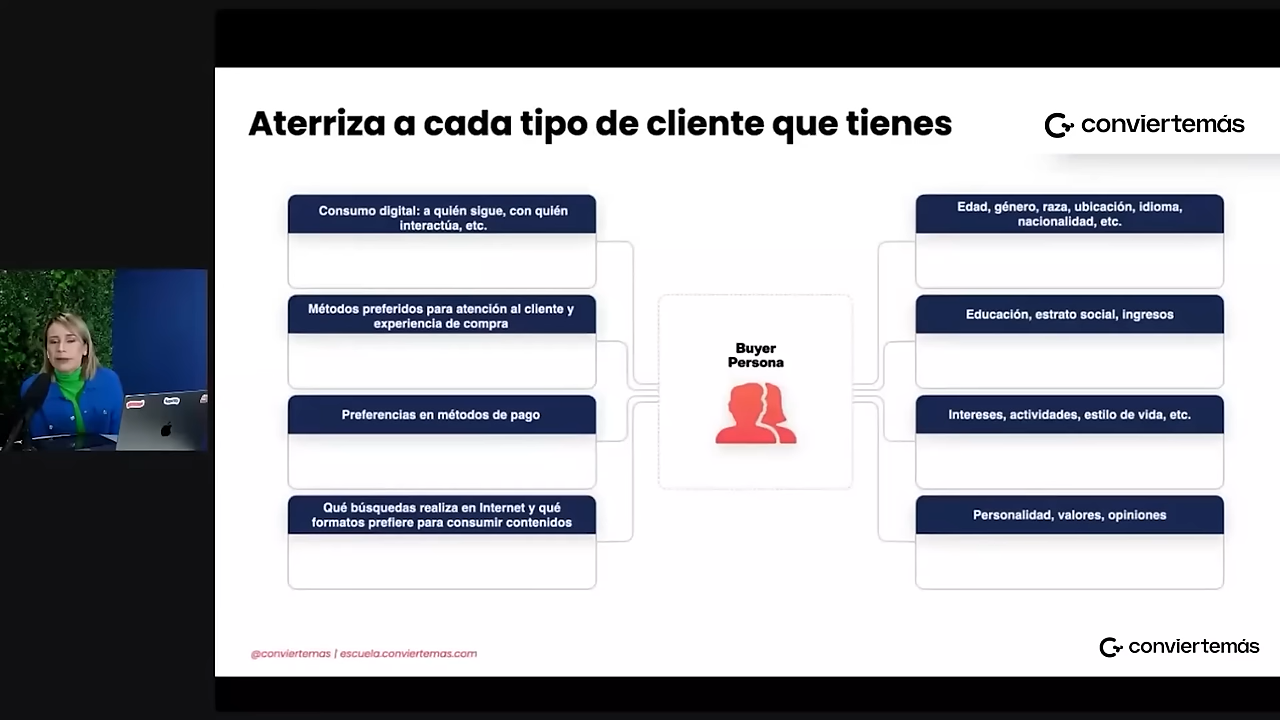 Aterriza a cada tipo de cliente que tienes
conviertemás
Consumo digital: a quién sigue, con quién
interactúa, etc.
Métodos preferidos para atención al cliente y
experiencia de compra
Preferencias en métodos de pago
Qué búsquedas realiza en Internet y qué
formatos prefiere para consumir contenidos
Buyer
Persona
Edad, género, raza, ubicación, idioma,
nacionalidad, etc.
Educación, estrato social, ingresos
Intereses, actividades, estilo de vida, etc.
Personalidad, valores, opiniones
@conviertemas | escuela.conviertemas.com
conviertemás